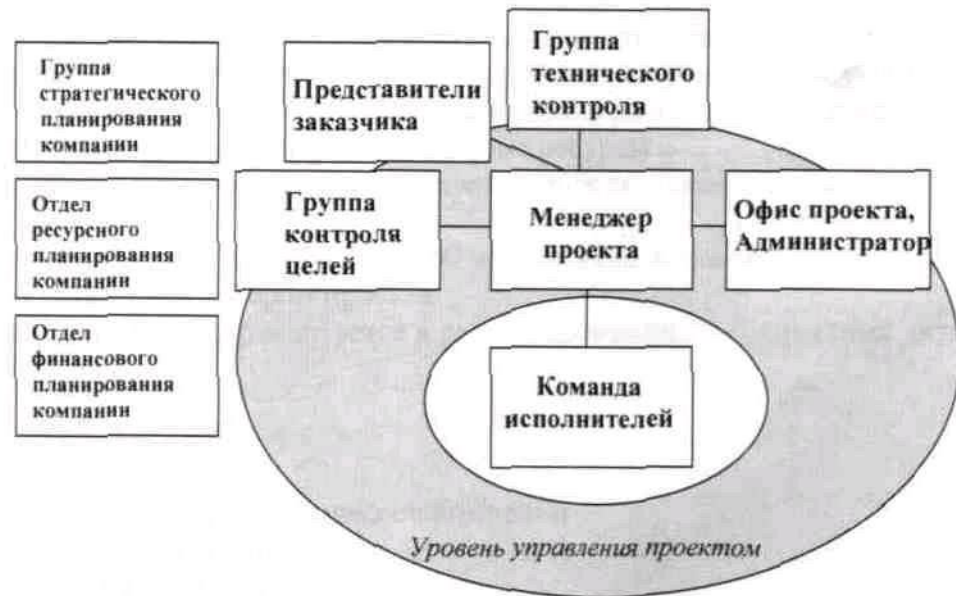 Группа
стратегического
планирования
компании
Отдел
ресурсного
планирования
компании
Отдел
финансового
планирования
компании
Представители
заказчика
Группа
технического
контроля
Группа
контроля
целей
Менеджер
проекта
Офис проекта,
Администратор
Команда
исполнителей
Уровень управления проектом